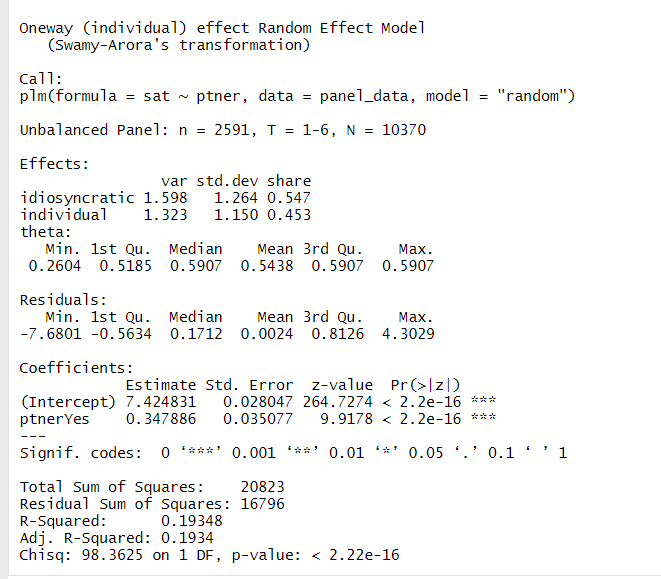 Oneway (individual) effect Random Effect Model
(Swamy-Arora's transformation)
Call:
plm(formula = sat ~ ptner, data = panel_data, model = "random")
Unbalanced Panel: n = 2591, T = 1-6, N = 10370
Effects:
var std.dev share
idiosyncratic 1.598 1.264 0.547
individual 1.323 1.150 0.453
theta:
Min. 1st Qu. Median Mean 3rd Qu. Max.
0.2604 0.5185 0.5907 0.5438 0.5907 0.5907
Residuals:
Min. 1st Qu. Median Mean 3rd Qu. Max.
-7.6801 -0.5634 0.1712 0.0024 0.8126 4.3029
Coefficients:
Estimate Std. Error z-value Pr(>|z|)
(Intercept) 7.424831 0.028047 264.7274 < 2.2e-16 ***
ptnerYes 0.347886 0.035077 9.9178 < 2.2e-16 ***
---
Signif. codes: 0 ‘***’ 0.001 ‘**’ 0.01 ‘*’ 0.05 ‘.’ 0.1 ‘ ’ 1
Total Sum of Squares: 20823
Residual Sum of Squares: 16796
R-Squared: 0.19348
Adj. R-Squared: 0.1934
Chisq: 98.3625 on 1 DF, p-value: < 2.22e-16